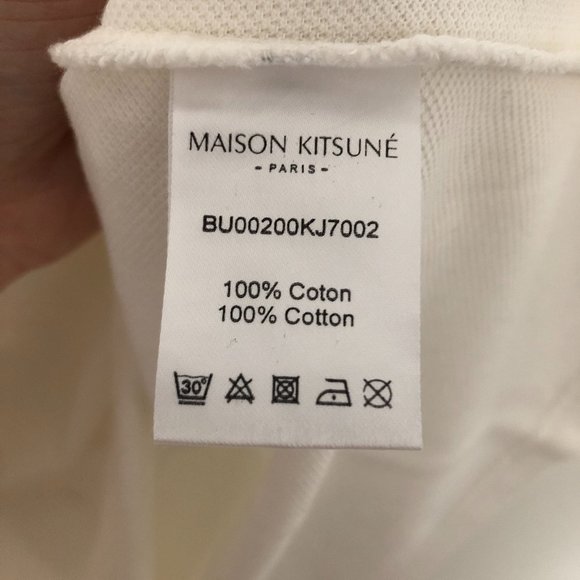 MAISON KITSUNÉ
- PARIS -
BU00200KJ7002
100% Coton
100% Cotton
30°